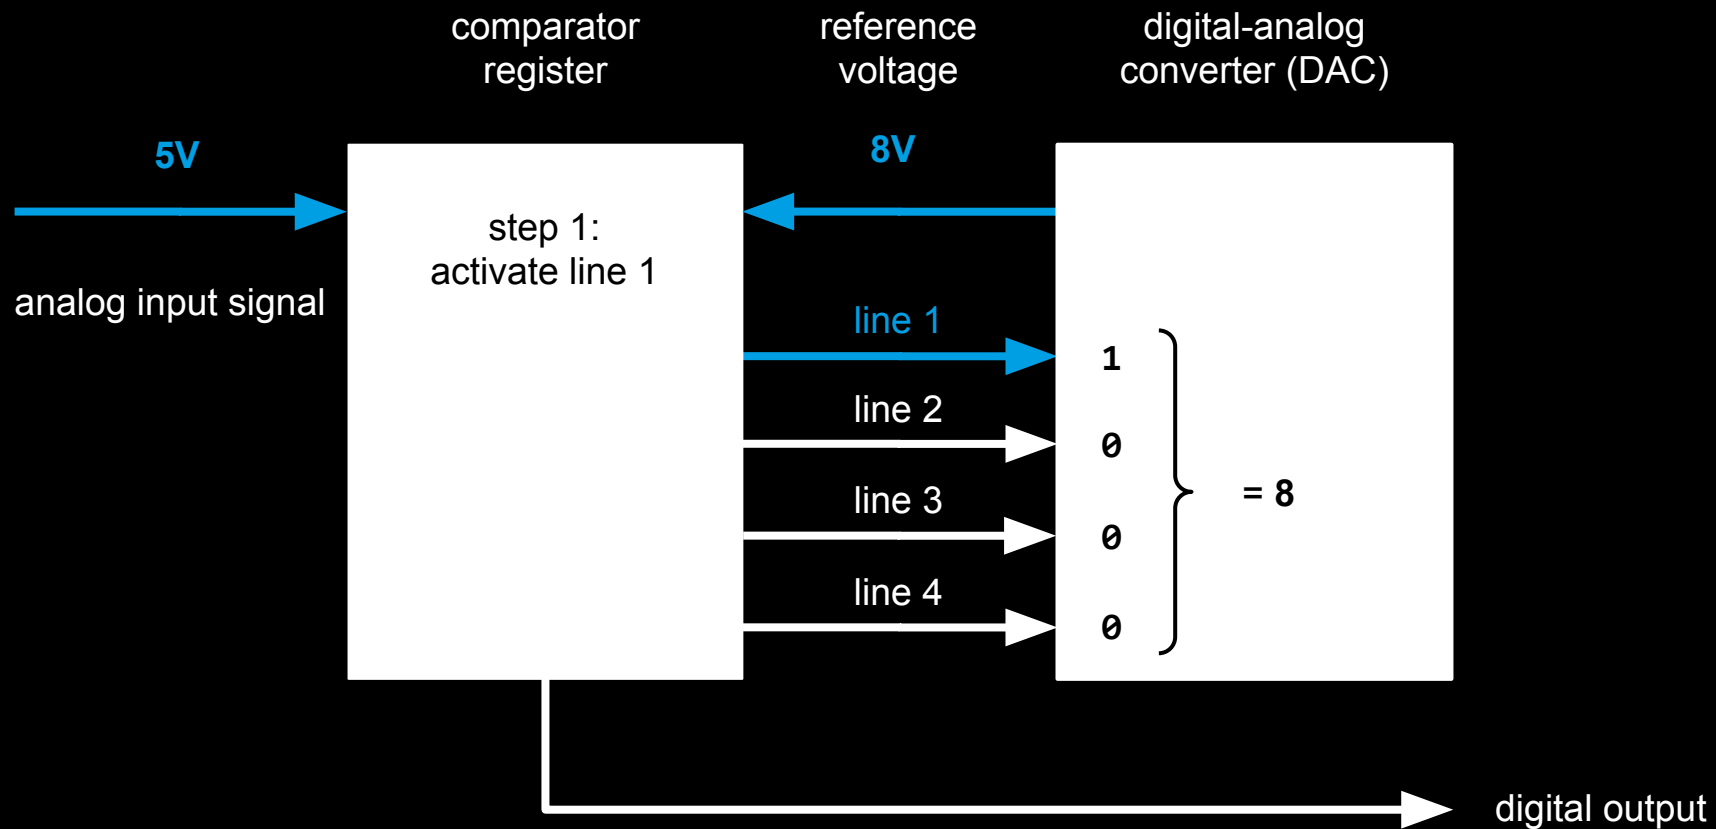 comparator
register
reference
voltage
digital-analog
converter (DAC)
5V
8V
step 1:
activate line 1
analog input signal
line 1
1
line 2
0
line 3
0
= 8
line 4
0
digital output